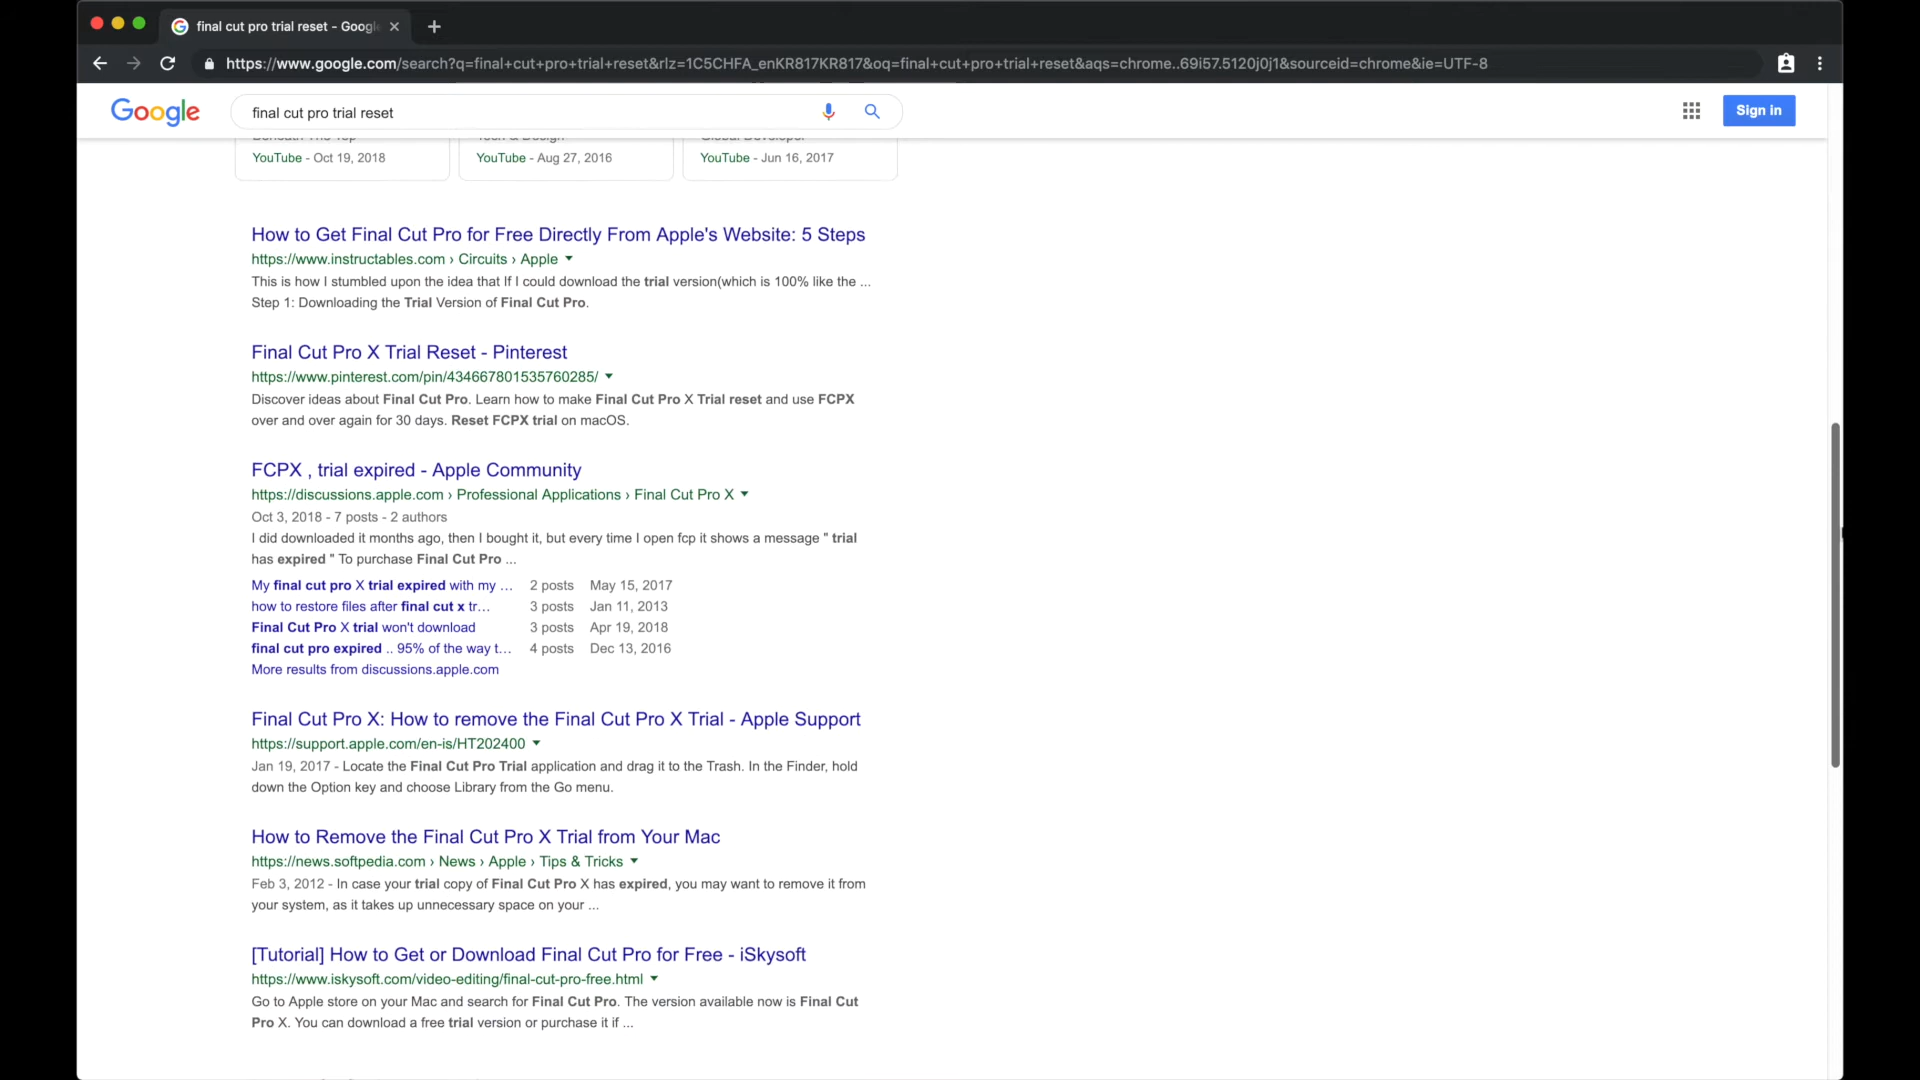 final cut pro trial reset - Googl
https://www.google.com/search?q=final+cut+pro+trial+reset&rlz=1C5CHFA_enKR817KR817&oq=final+cut+pro+trial+reset&aqs=chrome..69i57.5120j0j1&sourceid=chrome&ie=UTF-8
Google
final cut pro trial reset
Sign in
YouTube - Oct 19, 2018
YouTube - Aug 27, 2016
YouTube - Jun 16, 2017
How to Get Final Cut Pro for Free Directly From Apple's Website: 5 Steps
https://www.instructables.com › Circuits › Apple
This is how I stumbled upon the idea that If I could download the trial version(which is 100% like the ...
Step 1: Downloading the Trial Version of Final Cut Pro.
Final Cut Pro X Trial Reset - Pinterest
https://www.pinterest.com/pin/434667801535760285/
Discover ideas about Final Cut Pro. Learn how to make Final Cut Pro X Trial reset and use FCPX
over and over again for 30 days. Reset FCPX trial on macOS.
FCPX , trial expired - Apple Community
https://discussions.apple.com › Professional Applications › Final Cut Pro X
Oct 3, 2018 - 7 posts - 2 authors
I did downloaded it months ago, then I bought it, but every time I open fcp it shows a message " trial
has expired " To purchase Final Cut Pro ...
My final cut pro X trial expired with my ... 2 posts May 15, 2017
how to restore files after final cut x tr... 3 posts Jan 11, 2013
Final Cut Pro X trial won't download 3 posts Apr 19, 2018
final cut pro expired .. 95% of the way t... 4 posts Dec 13, 2016
More results from discussions.apple.com
Final Cut Pro X: How to remove the Final Cut Pro X Trial - Apple Support
https://support.apple.com/en-is/HT202400
Jan 19, 2017 - Locate the Final Cut Pro Trial application and drag it to the Trash. In the Finder, hold
down the Option key and choose Library from the Go menu.
How to Remove the Final Cut Pro X Trial from Your Mac
https://news.softpedia.com › News › Apple › Tips & Tricks
Feb 3, 2012 - In case your trial copy of Final Cut Pro X has expired, you may want to remove it from
your system, as it takes up unnecessary space on your ...
[Tutorial] How to Get or Download Final Cut Pro for Free - iSkysoft
https://www.iskysoft.com/video-editing/final-cut-pro-free.html
Go to Apple store on your Mac and search for Final Cut Pro. The version available now is Final Cut
Pro X. You can download a free trial version or purchase it if ...